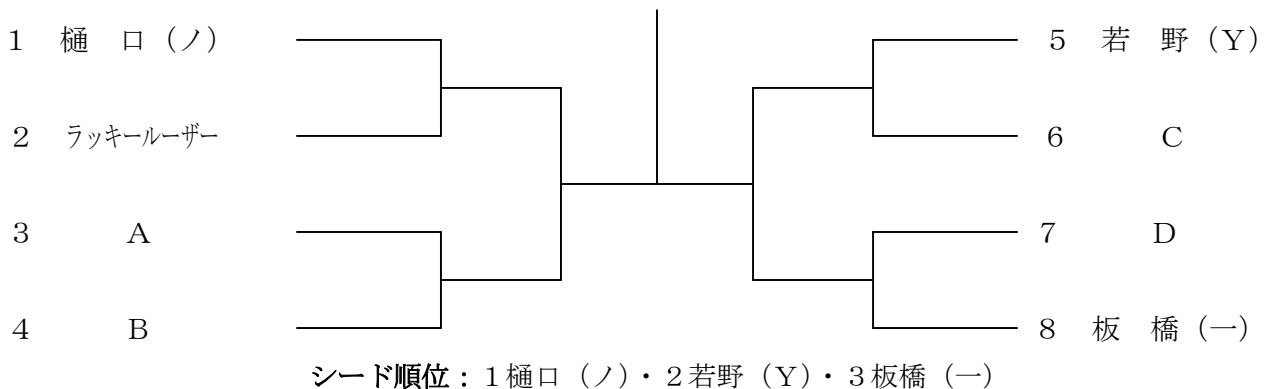 １　樋　口（ノ）
２　ラッキールーザー
３　Ａ
４　Ｂ
５　若　野（Ｙ）
６　Ｃ
７　Ｄ
８　板　橋（一）
シード順位：１樋口（ノ）・２若野（Ｙ）・３板橋（一）